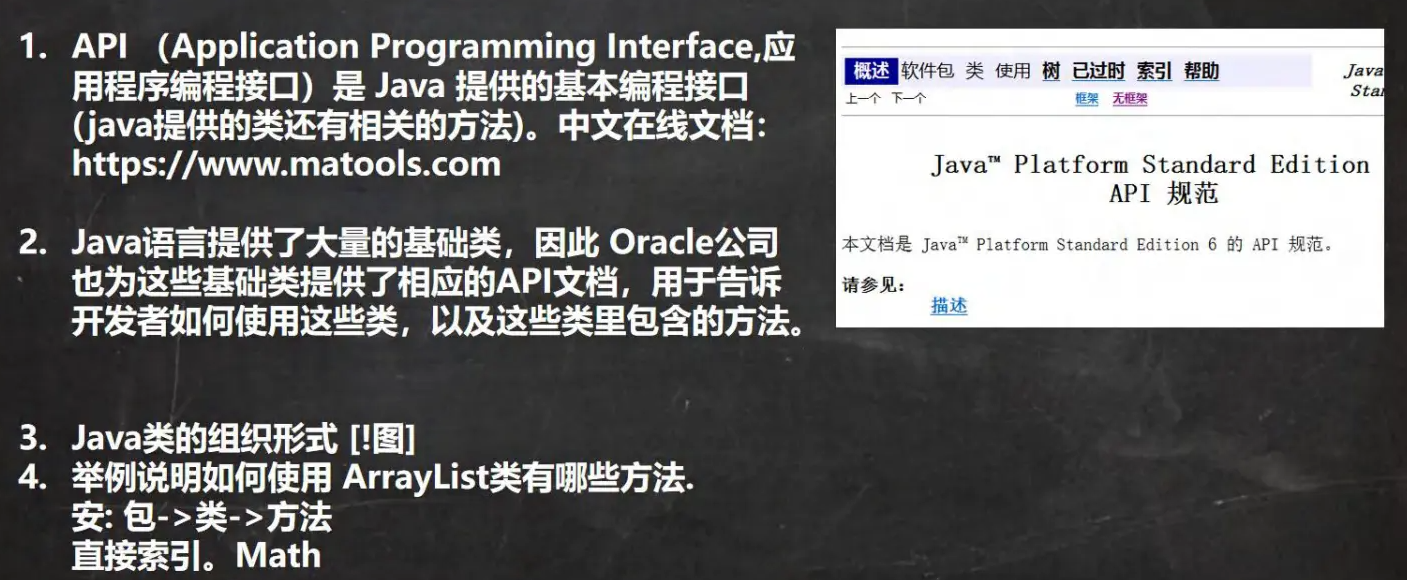 1. API （Application Programming Interface,应
用程序编程接口）是 Java 提供的基本编程接口
(java提供的类还有相关的方法)。中文在线文档：
https://www.matools.com
2. Java语言提供了大量的基础类，因此 Oracle公司
也为这些基础类提供了相应的API文档，用于告诉
开发者如何使用这些类，以及这些类里包含的方法。
3. Java类的组织形式 [!图]
4. 举例说明如何使用 ArrayList类有哪些方法.
安: 包->类->方法
直接索引。Math
概述 软件包 类 使用 树 已过时 索引 帮助
Java
上一个 下一个 框架 无框架
Java™ Platform Standard Edition
API 规范
本文档是 Java™ Platform Standard Edition 6 的 API 规范。
请参见：
描述